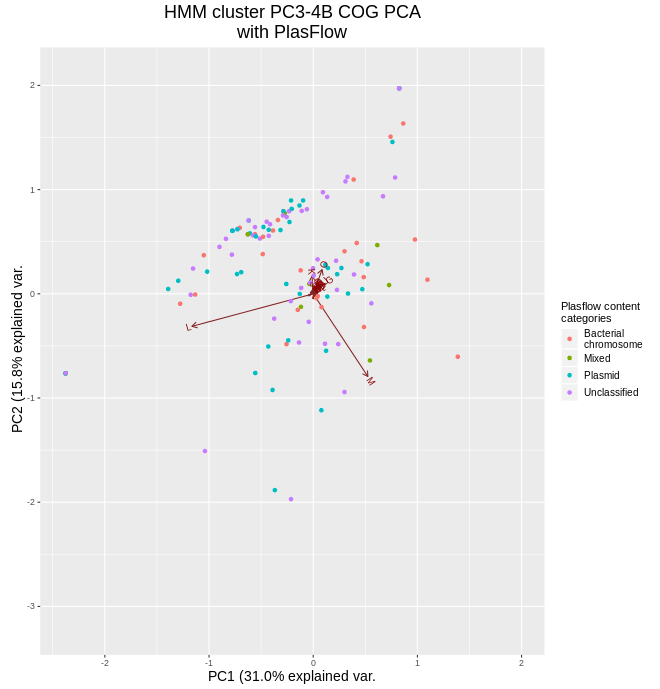 HMM cluster PC3-4B COG PCA
with PlasFlow
PC2 (15.8% explained var.
2
1
0
-1
-2
-3
-2
-1
0
1
2
PC1 (31.0% explained var.
L
M
G
Plasflow content
categories
Bacterial
chromosome
Mixed
Plasmid
Unclassified